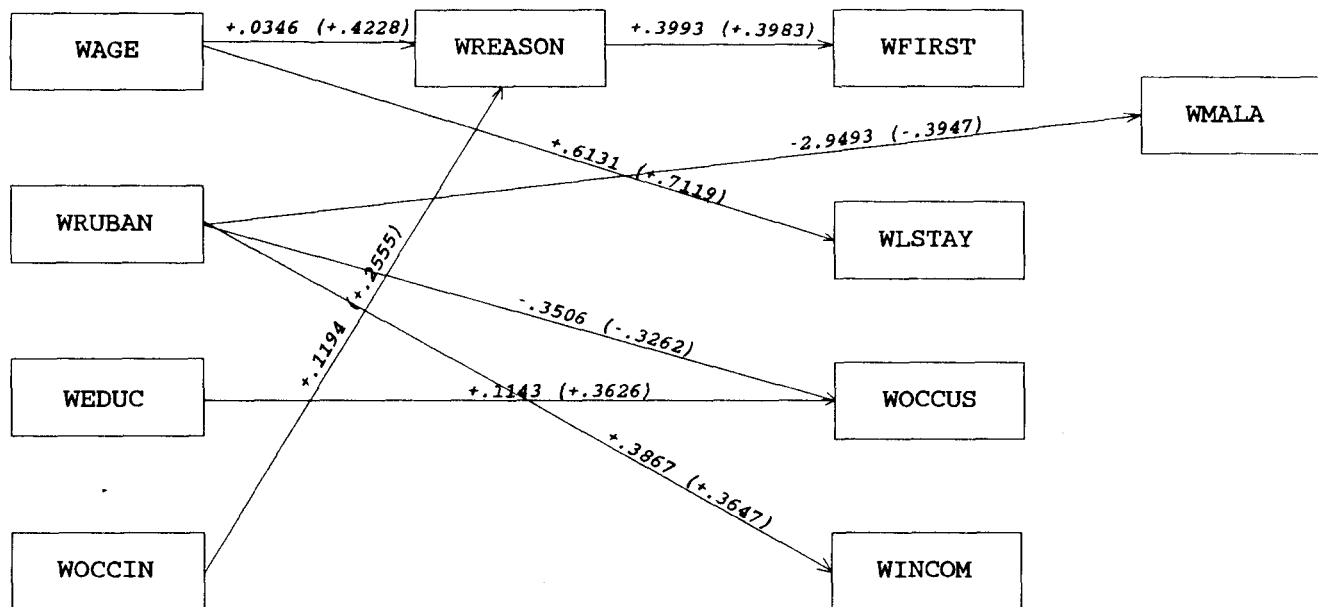 +.0346 (+.4228)
+.3993 (+.3983)
WAGE
WREASON
WFIRST
WMALA
-2.9493 (-.3947)
+.6131 (+.7119)
WRUBAN
WLSTAY
+.1194 (+.2555)
-.3506 (-.3262)
WEDUC
+.1143 (+.3626)
WOCCUS
+.3867 (+.3647)
WOCCIN
WINCOM